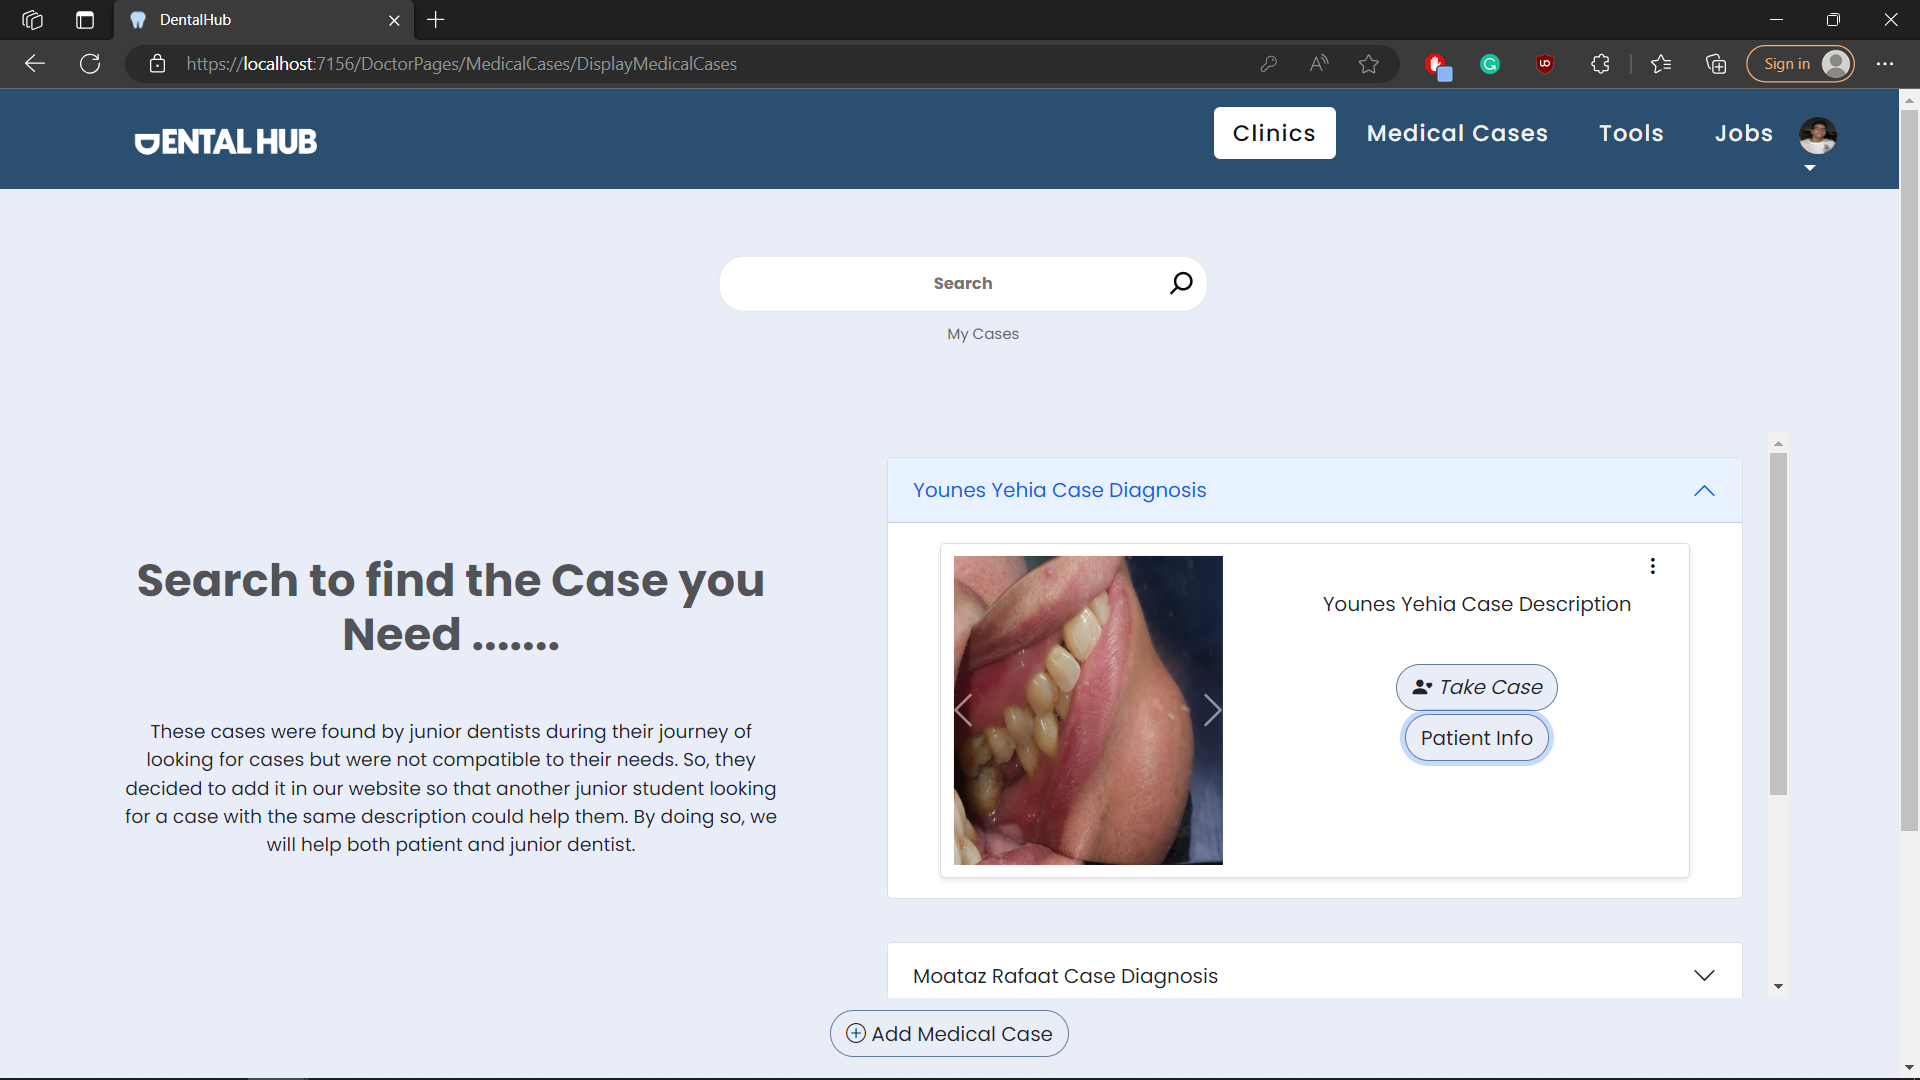 DentalHub
https://localhost:7156/DoctorPages/MedicalCases/DisplayMedicalCases
Sign in
DENTAL HUB
Clinics
Medical Cases
Tools
Jobs
Search
My Cases
Search to find the Case you
Need .......
These cases were found by junior dentists during their journey of
looking for cases but were not compatible to their needs. So, they
decided to add it in our website so that another junior student looking
for a case with the same description could help them. By doing so, we
will help both patient and junior dentist.
Younes Yehia Case Diagnosis
Younes Yehia Case Description
Take Case
Patient Info
Moataz Rafaat Case Diagnosis
Add Medical Case